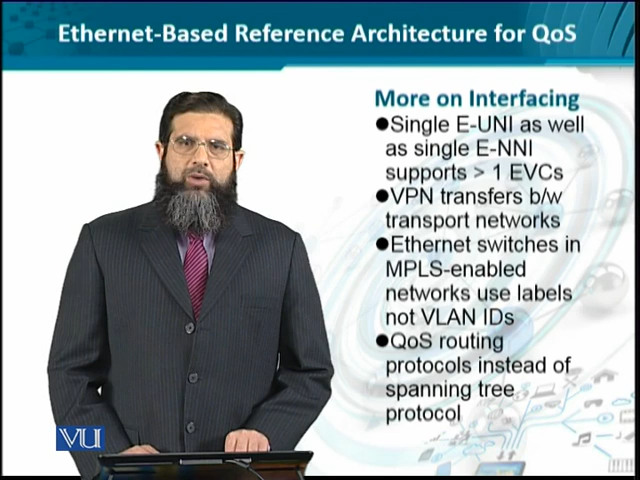 Ethernet-Based Reference Architecture for QoS
More on Interfacing
●Single E-UNI as well
as single E-NNI
supports > 1 EVCs
●VPN transfers b/w
transport networks
●Ethernet switches in
MPLS-enabled
networks use labels
not VLAN IDs
●QoS routing
protocols instead of
spanning tree
protocol
VU